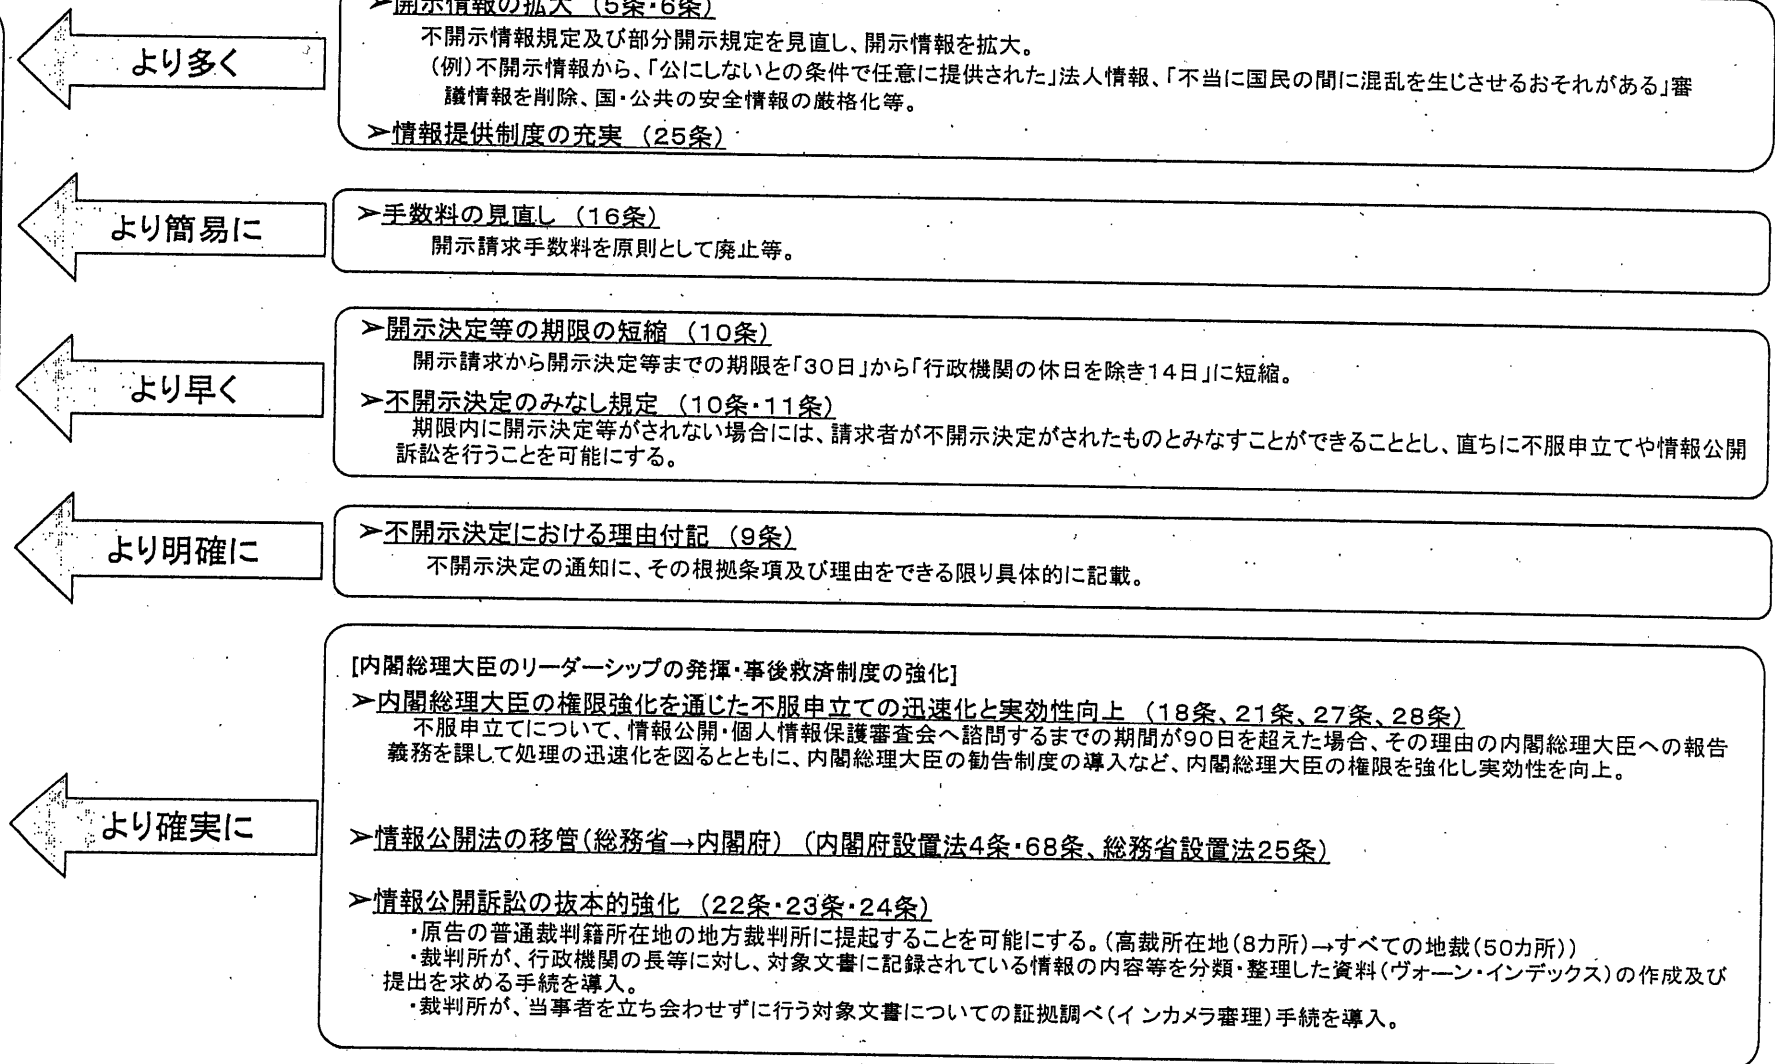 ➢開示情報の拡大 (5条・6条)
より多く
不開示情報規定及び部分開示規定を見直し、開示情報を拡大。
(例)不開示情報から、「公にしないとの条件で任意に提供された」法人情報、「不当に国民の間に混乱を生じさせるおそれがある」審
議情報を削除、国・公共の安全情報の厳格化等。
➢情報提供制度の充実 (25条)
より簡易に
➢手数料の見直し (16条)
開示請求手数料を原則として廃止等。
より早く
➢開示決定等の期限の短縮 (10条)
開示請求から開示決定等までの期限を「30日」から「行政機関の休日を除き14日」に短縮。
➢不開示決定のみなし規定 (10条・11条)
期限内に開示決定等がされない場合には、請求者が不開示決定がされたものとみなすことができることとし、直ちに不服申立てや情報公開
訴訟を行うことを可能にする。
より明確に
➢不開示決定における理由付記 (9条)
不開示決定の通知に、その根拠条項及び理由をできる限り具体的に記載。
より確実に
[内閣総理大臣のリーダーシップの発揮・事後救済制度の強化]
➢内閣総理大臣の権限強化を通じた不服申立ての迅速化と実効性向上 (18条、21条、27条、28条)
不服申立てについて、情報公開・個人情報保護審査会へ諮問するまでの期間が90日を超えた場合、その理由の内閣総理大臣への報告
義務を課して処理の迅速化を図るとともに、内閣総理大臣の勧告制度の導入など、内閣総理大臣の権限を強化し実効性を向上。
➢情報公開法の移管(総務省→内閣府) (内閣府設置法4条・68条、総務省設置法25条)
➢情報公開訴訟の抜本的強化 (22条・23条・24条)
・原告の普通裁判籍所在地の地方裁判所に提起することを可能にする。(高裁所在地(8カ所)→すべての地裁(50カ所))
・裁判所が、行政機関の長等に対し、対象文書に記録されている情報の内容等を分類・整理した資料(ヴォーン・インデックス)の作成及び
提出を求める手続を導入。
・裁判所が、当事者を立ち会わせずに行う対象文書についての証拠調べ(インカメラ審理)手続を導入。